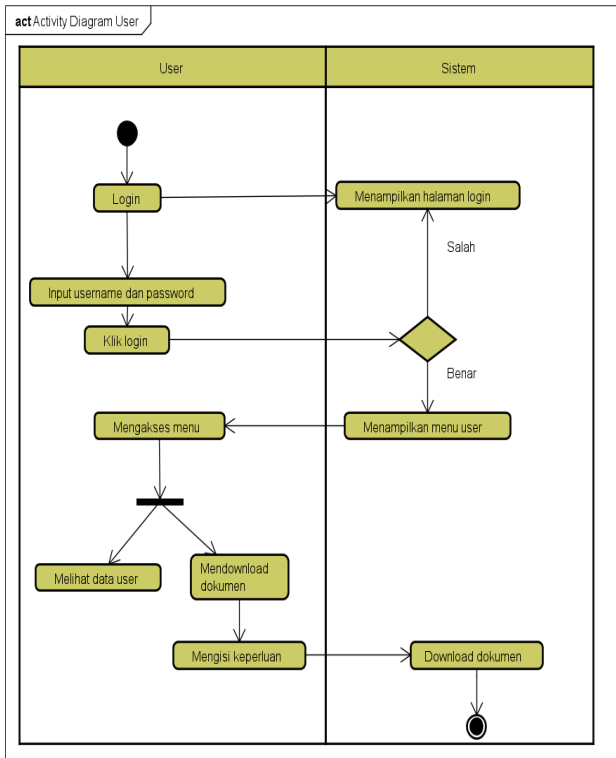 act Activity Diagram User
User
Sistem
Login
Menampilkan halaman login
Salah
Input username dan password
Klik login
Benar
Mengakses menu
Menampilkan menu user
Melihat data user
Mendownload
dokumen
Mengisi keperluan
Download dokumen